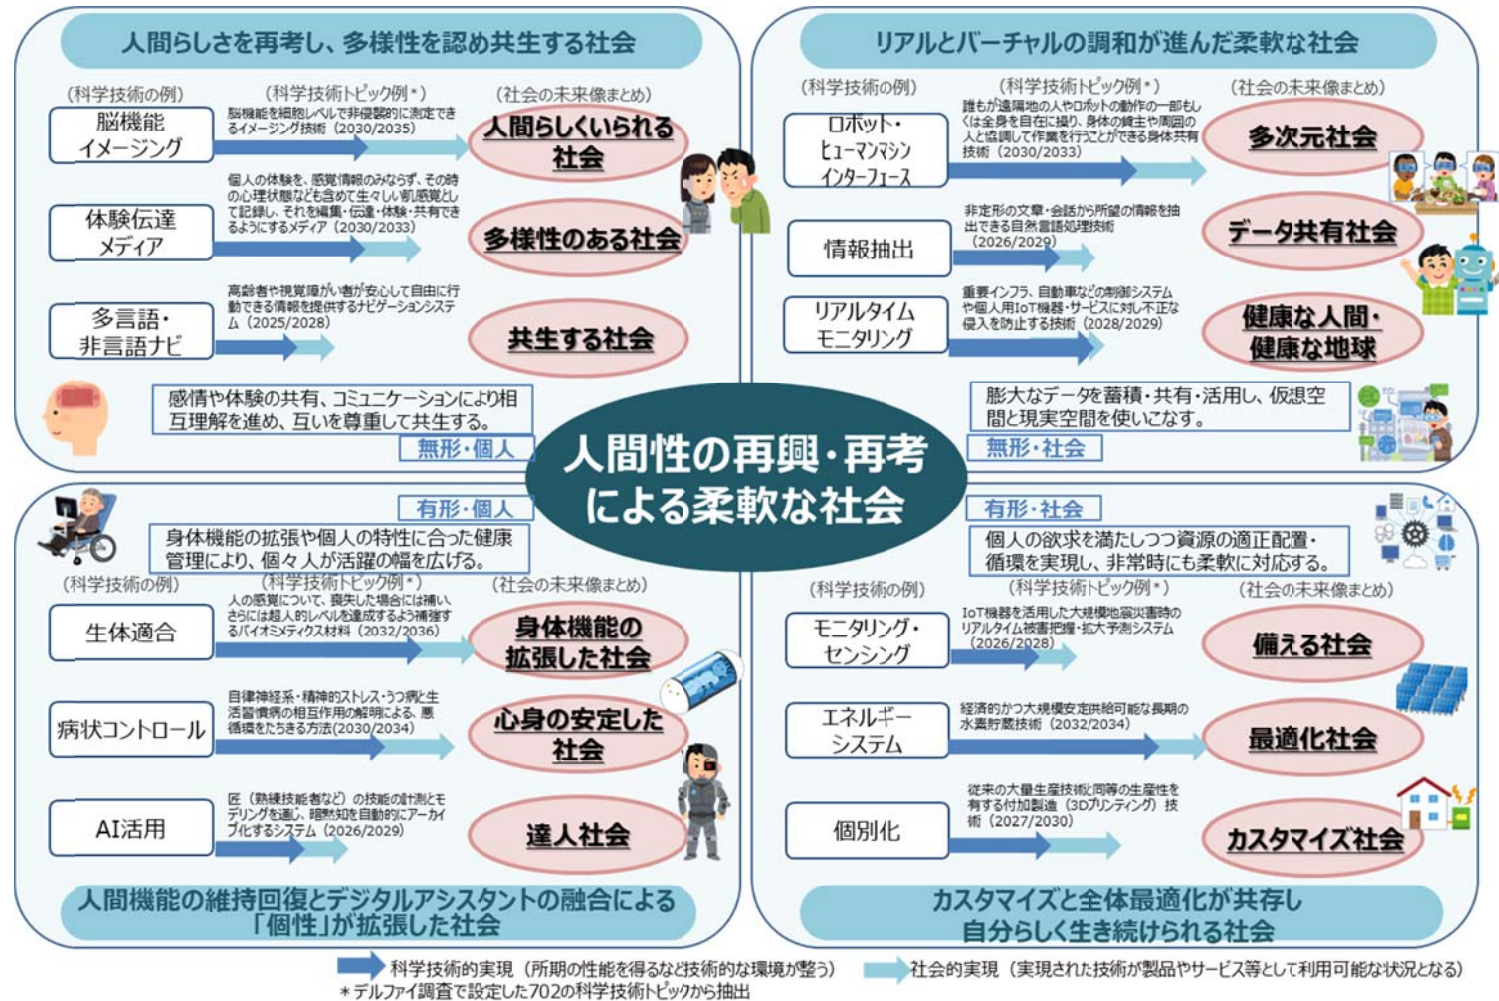 人間らしさを再考し、多様性を認め共生する社会
（科学技術の例）
（科学技術トピック例＊）
（社会の未来像まとめ）
脳機能
イメージング
脳機能を細胞レベルで非侵襲的に測定でき
るイメージング技術（2030/2035）
人間らしくいられる
社会
体験伝達
メディア
個人の体験を、感覚情報のみならず、その時
の心理状態なども含めて生々しい肌感覚とし
て記録し、それを編集・伝達・体験・共有でき
るようにするメディア（2030/2033）
多様性のある社会
多言語・
非言語ナビ
高齢者や視覚障がい者が安心して自由に行
動できる情報を提供するナビゲーションシステ
ム（2025/2028）
共生する社会
感情や体験の共有、コミュニケーションにより相
互理解を進め、互いを尊重して共生する。
無形・個人
リアルとバーチャルの調和が進んだ柔軟な社会
（科学技術の例）
（科学技術トピック例＊）
（社会の未来像まとめ）
ロボット・
ヒューマンマシン
インターフェース
誰もが遠隔地の人やロボットの動作の一部もし
くは全身を自在に操り、身体の貸主や周囲の
人と協調して作業を行うことができる身体共有
技術（2030/2033）
多次元社会
情報抽出
非定形の文章・会話から所望の情報を抽
出できる自然言語処理技術
（2026/2029）
データ共有社会
リアルタイム
モニタリング
重要インフラ、自動車などの制御システム
や個人用IoT機器・サービスに対し不正な
侵入を防止する技術（2028/2029）
健康な人間・
健康な地球
膨大なデータを蓄積・共有・活用し、仮想空
間と現実空間を使いこなす。
無形・社会
人間性の再興・再考
による柔軟な社会
有形・個人
身体機能の拡張や個人の特性に合った健康
管理により、個々人が活躍の幅を広げる。
（科学技術の例）
（科学技術トピック例＊）
（社会の未来像まとめ）
生体適合
人の感覚について、喪失した場合には補い、
さらには超人的レベルを達成するよう補強す
るバイオミメティクス材料（2032/2036）
身体機能の
拡張した社会
病状コントロール
自律神経系・精神的ストレス・うつ病と生
活習慣病の相互作用の解明による、悪
循環をたちきる方法(2030/2034）
心身の安定した
社会
AI活用
匠（熟練技能者など）の技能の計測とモ
デリングを通じ、暗黙知を自動的にアーカイ
ブ化するシステム（2026/2029）
達人社会
人間機能の維持回復とデジタルアシスタントの融合による
「個性」が拡張した社会
有形・社会
個人の欲求を満たしつつ資源の適正配置・
循環を実現し、非常時にも柔軟に対応する。
（科学技術の例）
（科学技術トピック例＊）
（社会の未来像まとめ）
モニタリング・
センシング
IoT機器を活用した大規模地震災害時の
リアルタイム被害把握・拡大予測システム
（2026/2028）
備える社会
エネルギー
システム
経済的かつ大規模安定供給可能な長期の
水素貯蔵技術（2032/2034）
最適化社会
個別化
従来の大量生産技術と同等の生産性を
有する付加製造（3Dプリンティング）技
術（2027/2030）
カスタマイズ社会
カスタマイズと全体最適化が共存し
自分らしく生き続けられる社会
科学技術的実現（所期の性能を得るなど技術的な環境が整う）
社会的実現（実現された技術が製品やサービス等として利用可能な状況となる）
＊デルファイ調査で設定した702の科学技術トピックから抽出